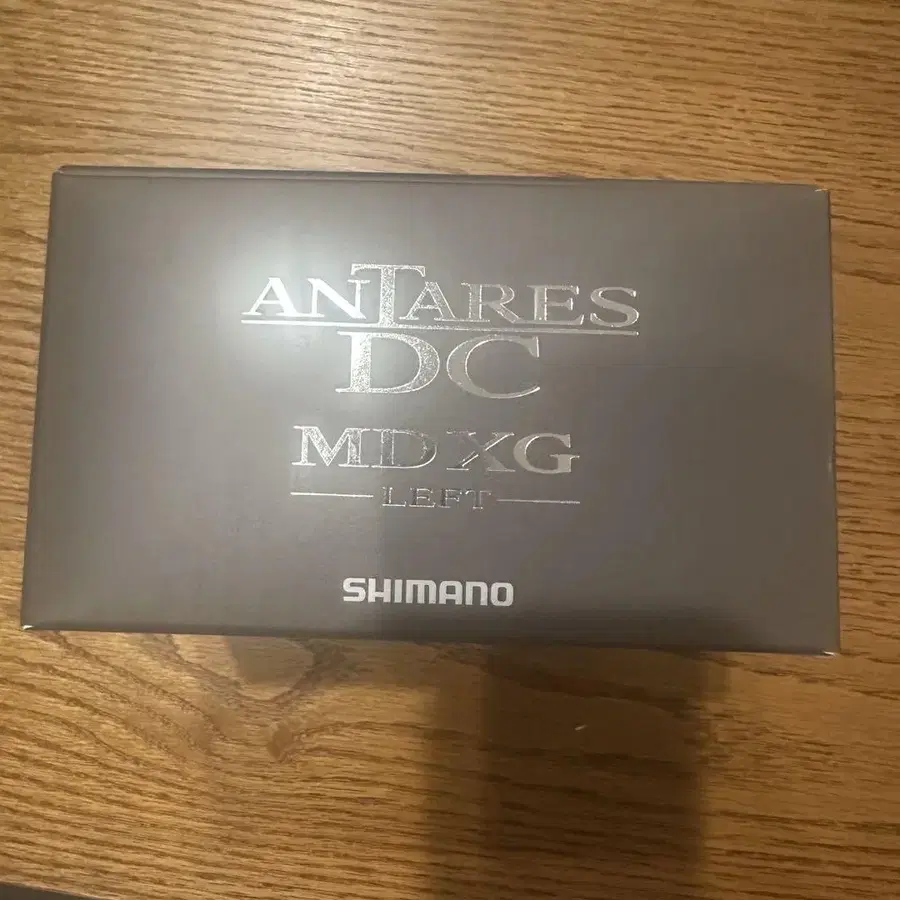 ANTARES
DC
MD XG
LEFT
SHIMANO